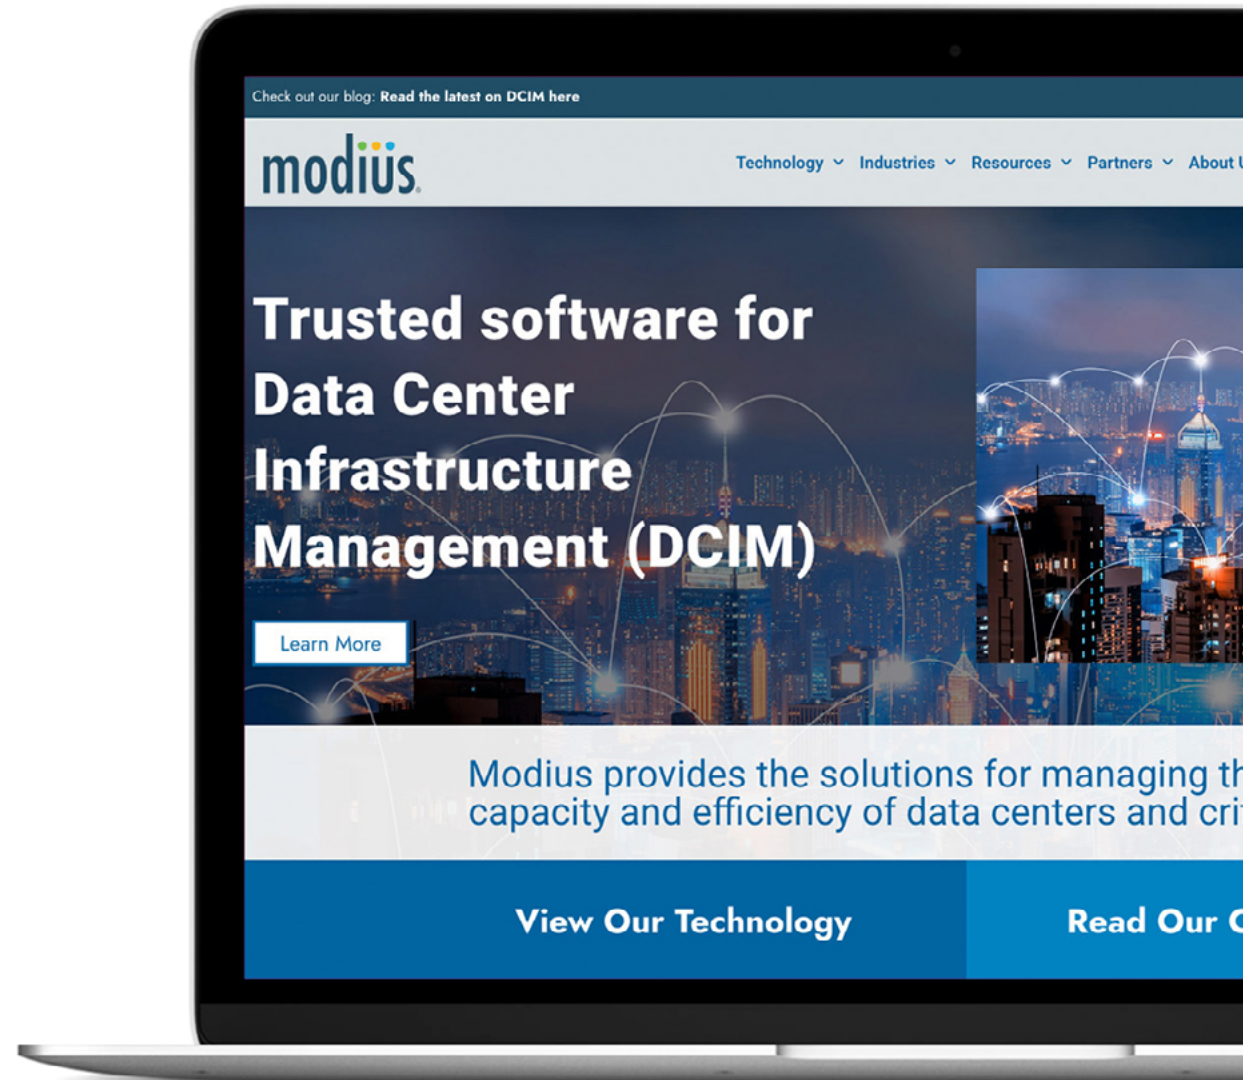 Check out our blog: Read the latest on DCIM here
modius
Technology Industries Resources Partners About
Trusted software for
Data Center
Infrastructure
Management (DCIM)
Learn More
Modius provides the solutions for managing
capacity and efficiency of data centers and
View Our Technology
Read Our